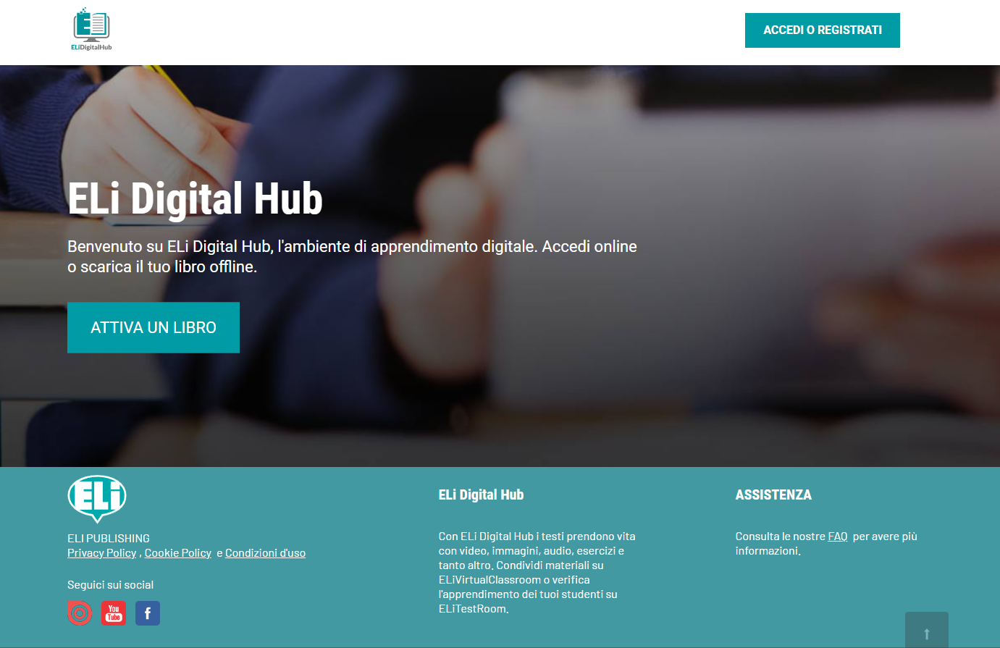 ELiDigitalHub
ACCEDI O REGISTRATI
ELi Digital Hub
Benvenuto su ELi Digital Hub, l'ambiente di apprendimento digitale. Accedi online
o scarica il tuo libro offline.
ATTIVA UN LIBRO
ELi
ELI PUBLISHING
Privacy Policy , Cookie Policy e Condizioni d'uso
Seguici sui social
You
Tube
f
ELi Digital Hub
Con ELi Digital Hub i testi prendono vita
con video, immagini, audio, esercizi e
tanto altro. Condividi materiali su
ELiVirtualClassroom o verifica
l'apprendimento dei tuoi studenti su
ELiTestRoom.
ASSISTENZA
Consulta le nostre FAQ per avere più
informazioni.